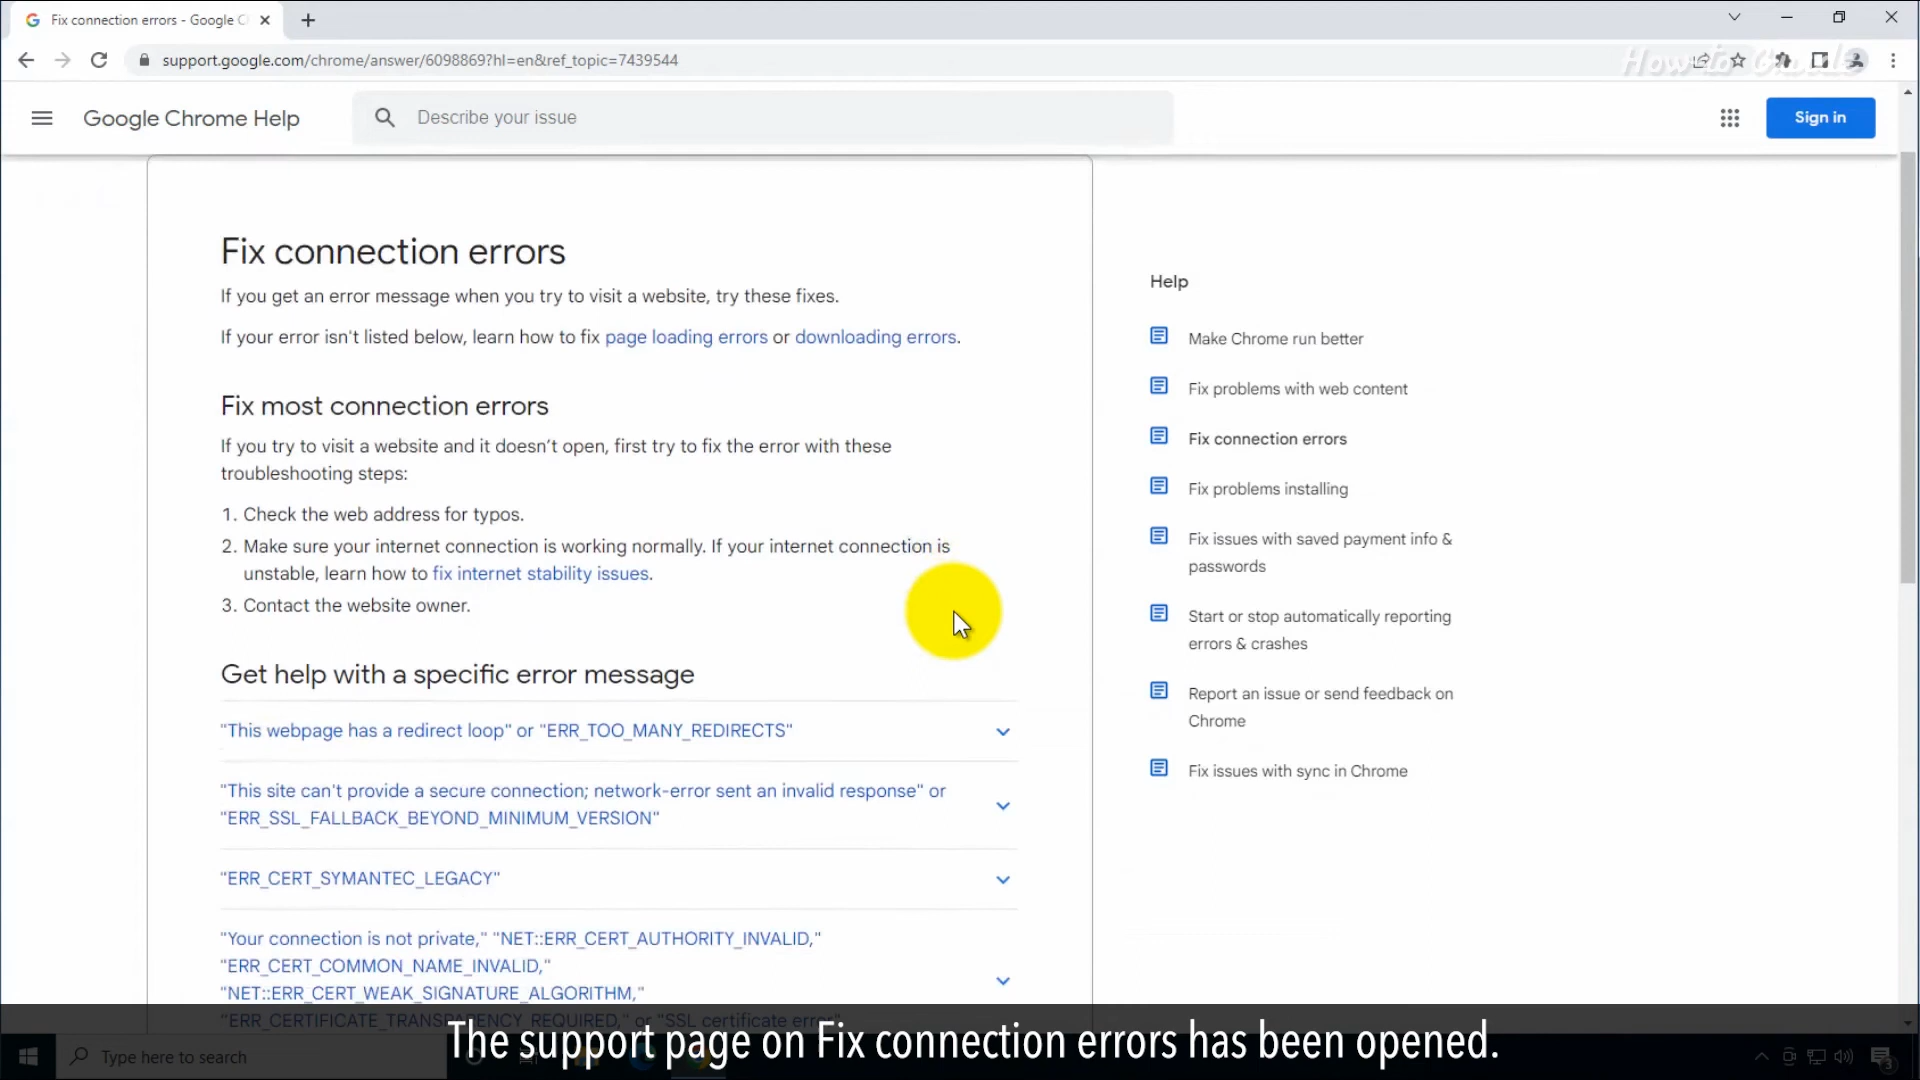 Fix connection errors - Google C
support.google.com/chrome/answer/6098869?hl=en&ref_topic=7439544
How to Guide
Google Chrome Help
Describe your issue
Sign in
Fix connection errors
If you get an error message when you try to visit a website, try these fixes.
If your error isn't listed below, learn how to fix page loading errors or downloading errors.
Fix most connection errors
If you try to visit a website and it doesn’t open, first try to fix the error with these
troubleshooting steps:
1. Check the web address for typos.
2. Make sure your internet connection is working normally. If your internet connection is
unstable, learn how to fix internet stability issues.
3. Contact the website owner.
Get help with a specific error message
"This webpage has a redirect loop" or "ERR_TOO_MANY_REDIRECTS"
"This site can't provide a secure connection; network-error sent an invalid response" or
"ERR_SSL_FALLBACK_BEYOND_MINIMUM_VERSION"
"ERR_CERT_SYMANTEC_LEGACY"
"Your connection is not private," "NET::ERR_CERT_AUTHORITY_INVALID,"
"ERR_CERT_COMMON_NAME_INVALID,"
"NET::ERR_CERT_WEAK_SIGNATURE_ALGORITHM,"
"ERR_CERTIFICATE_TRANSPARENCY_REQUIRED," or "SSL certificate error"
Help
Make Chrome run better
Fix problems with web content
Fix connection errors
Fix problems installing
Fix issues with saved payment info &
passwords
Start or stop automatically reporting
errors & crashes
Report an issue or send feedback on
Chrome
Fix issues with sync in Chrome
The support page on Fix connection errors has been opened.
Type here to search
3